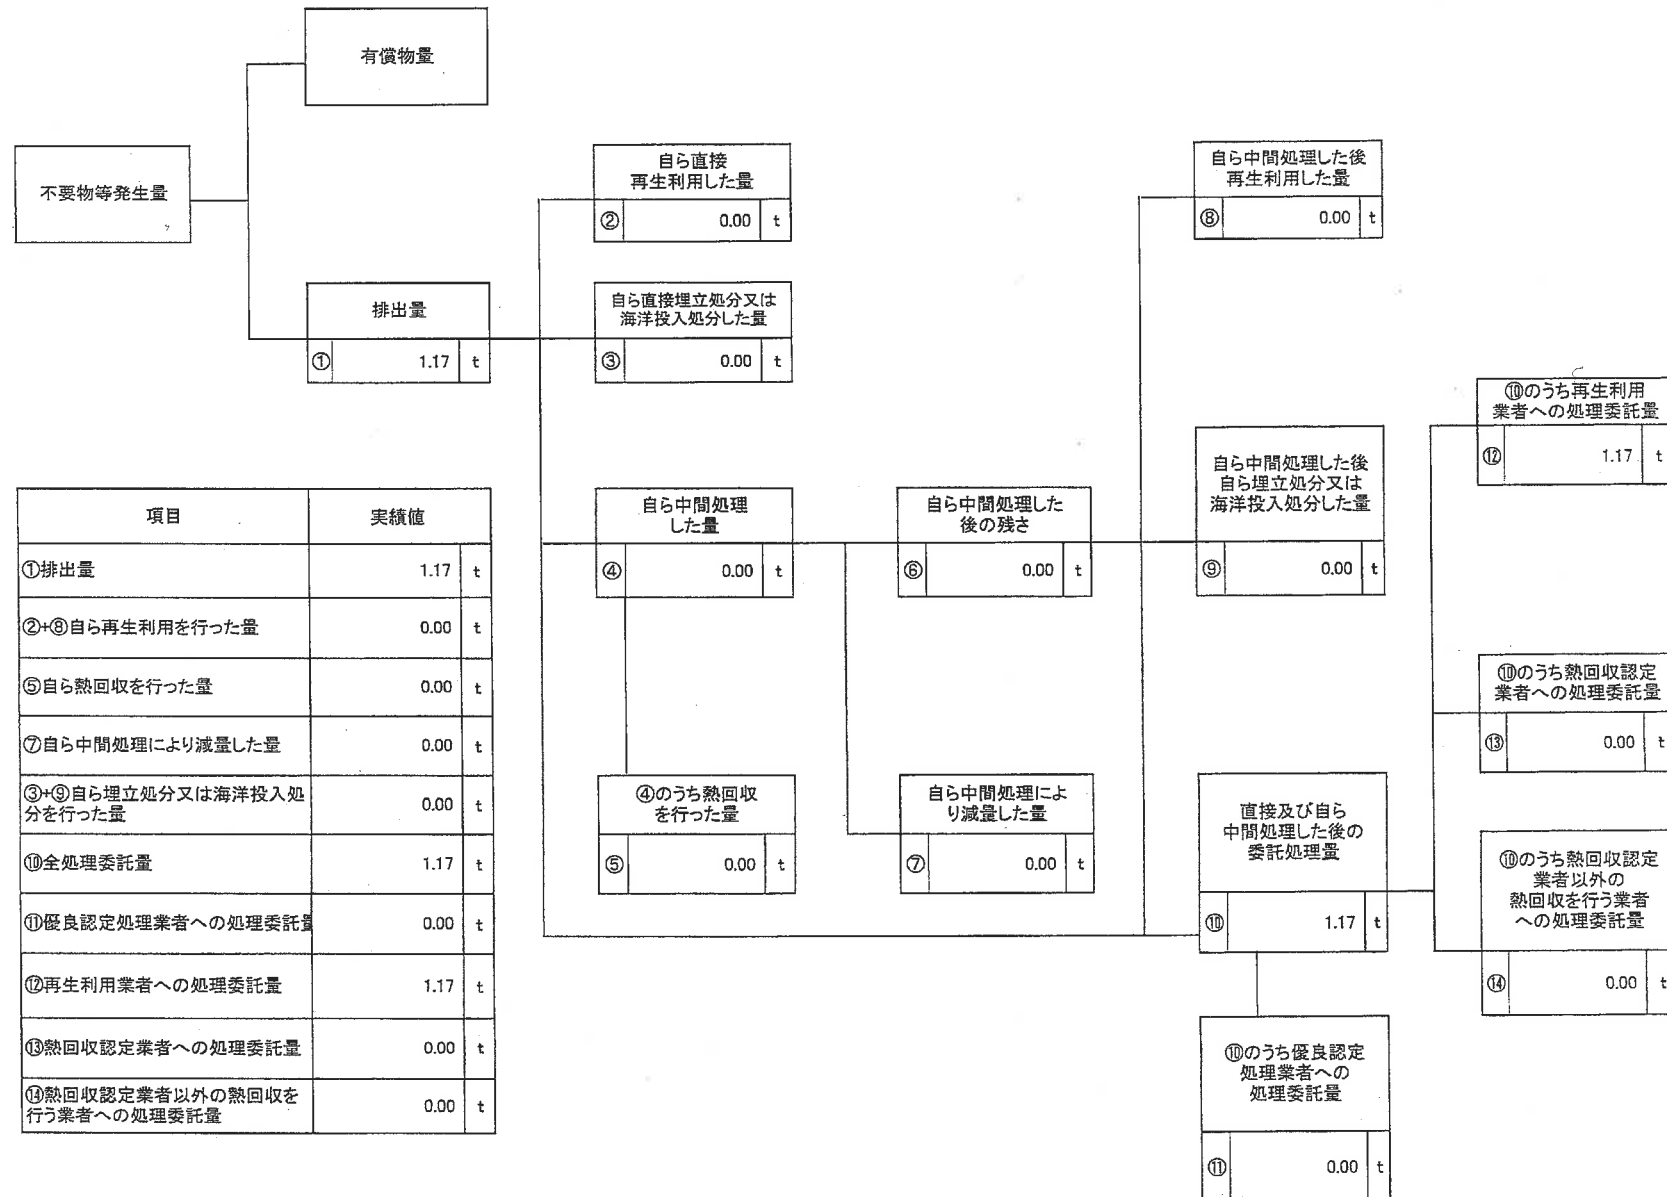 有償物量
不要物等発生量
排出量
① 1.17 t
自ら直接
再生利用した量
② 0.00 t
自ら直接埋立処分又は
海洋投入処分した量
③ 0.00 t
自ら中間処理
した量
④ 0.00 t
④のうち熱回収
を行った量
⑤ 0.00 t
自ら中間処理した
後の残さ
⑥ 0.00 t
自ら中間処理によ
り減量した量
⑦ 0.00 t
自ら中間処理した後
再生利用した量
⑧ 0.00 t
自ら中間処理した後
自ら埋立処分又は
海洋投入処分した量
⑨ 0.00 t
直接及び自ら
中間処理した後の
委託処理量
⑩ 1.17 t
⑩のうち優良認定
処理業者への
処理委託量
⑪ 0.00 t
⑩のうち再生利用
業者への処理委託量
⑫ 1.17 t
⑩のうち熱回収認定
業者への処理委託量
⑬ 0.00 t
⑩のうち熱回収認定
業者以外の
熱回収を行う業者
への処理委託量
⑭ 0.00 t
項目 実績値
①排出量 1.17 t
②+⑧自ら再生利用を行った量 0.00 t
⑤自ら熱回収を行った量 0.00 t
⑦自ら中間処理により減量した量 0.00 t
③+⑨自ら埋立処分又は海洋投入処
分を行った量 0.00 t
⑩全処理委託量 1.17 t
⑪優良認定処理業者への処理委託量 0.00 t
⑫再生利用業者への処理委託量 1.17 t
⑬熱回収認定業者への処理委託量 0.00 t
⑭熱回収認定業者以外の熱回収を
行う業者への処理委託量 0.00 t